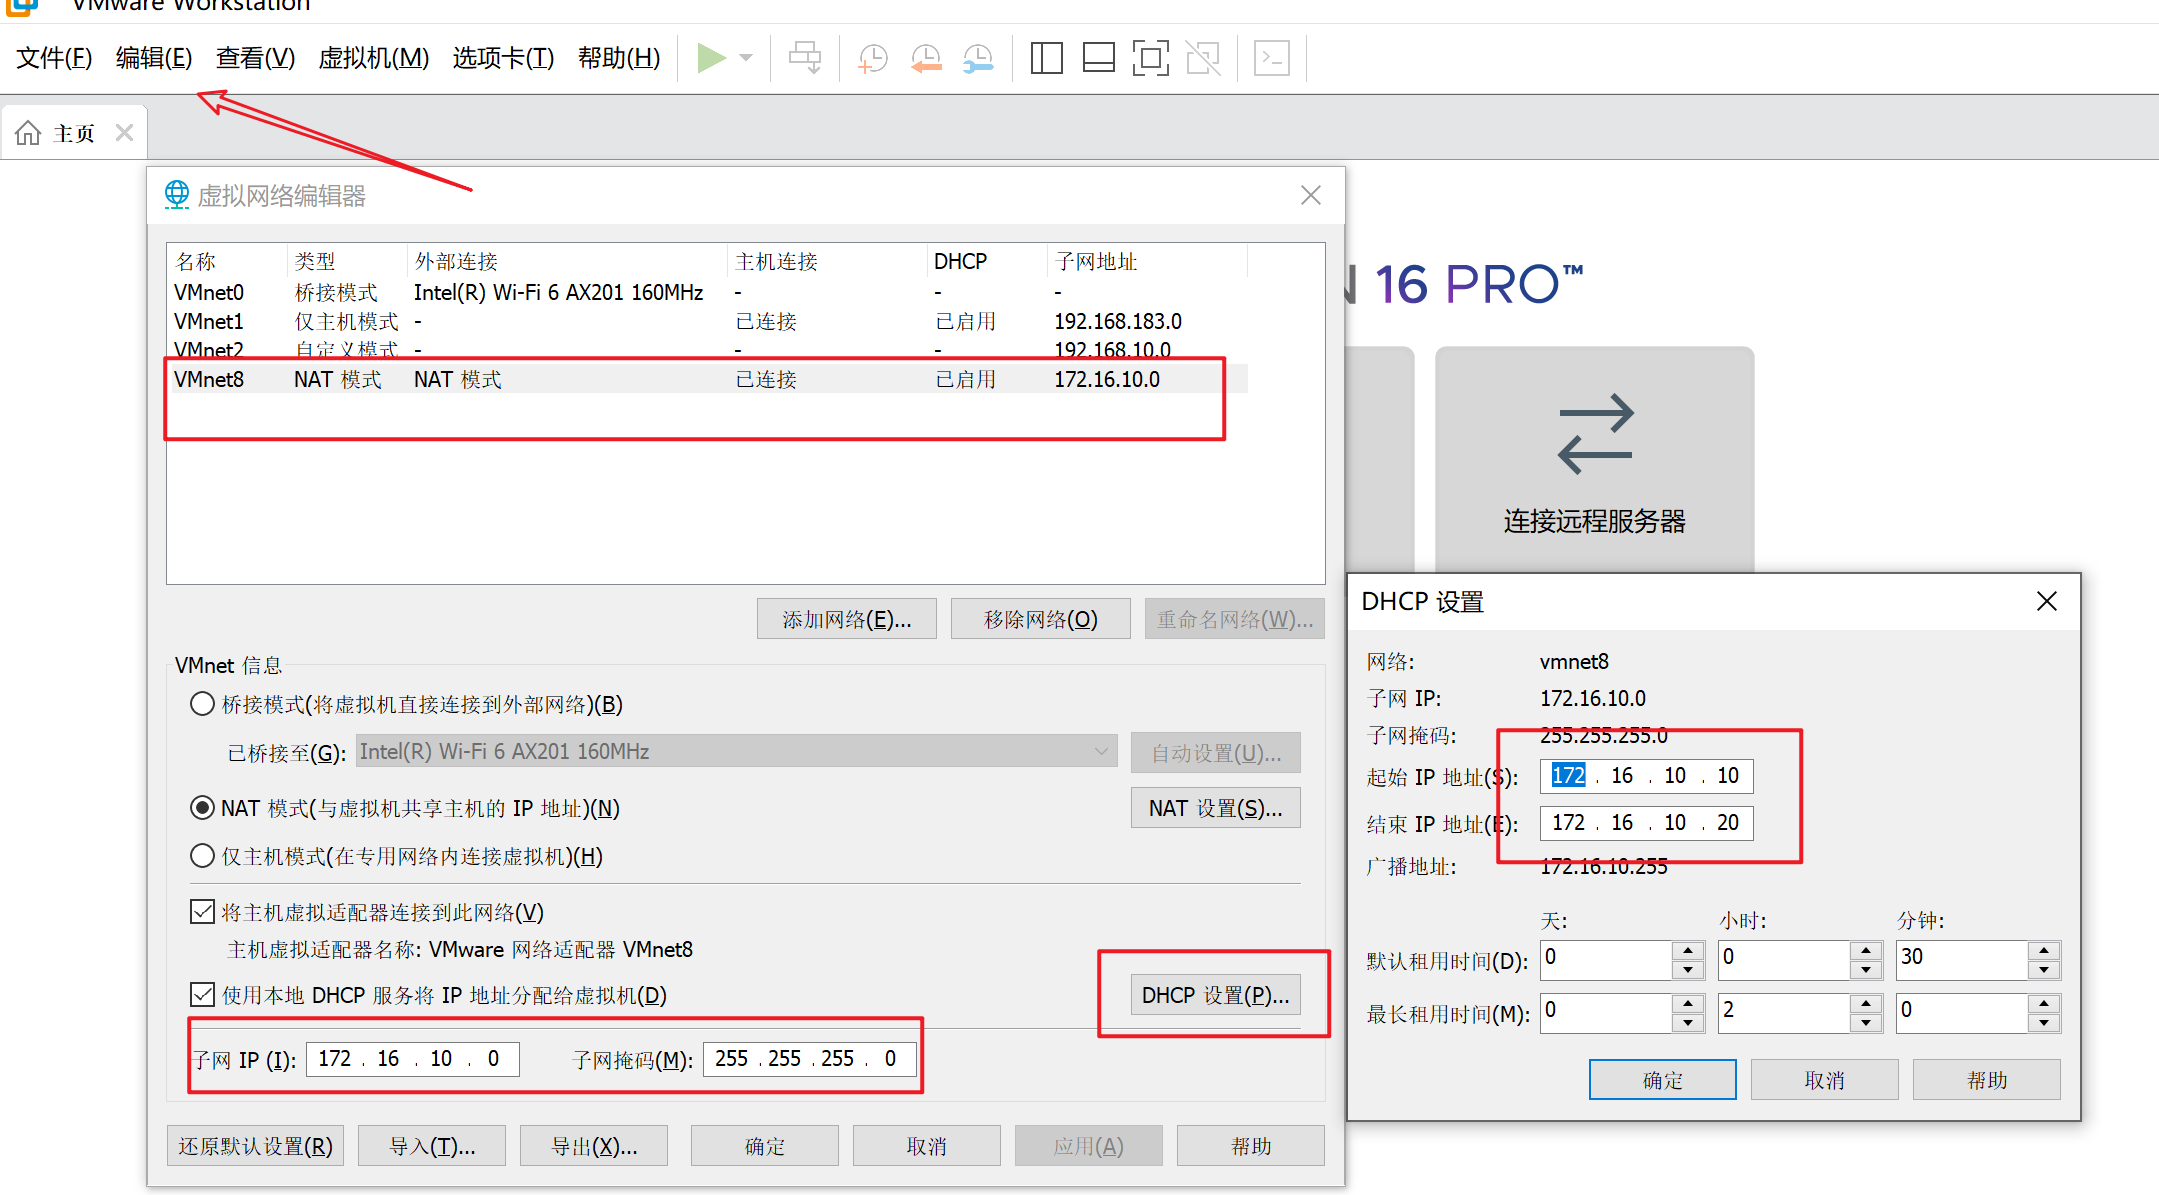 VMware Workstation
文件(F) 编辑(E) 查看(V) 虚拟机(M) 选项卡(T) 帮助(H)
主页
虚拟网络编辑器
名称 类型 外部连接 主机连接 DHCP 子网地址
VMnet0 桥接模式 Intel(R) Wi-Fi 6 AX201 160MHz - - -
VMnet1 仅主机模式 - 已连接 已启用 192.168.183.0
VMnet2 自定义模式 - - - 192.168.10.0
VMnet8 NAT 模式 NAT 模式 已连接 已启用 172.16.10.0
添加网络(E)... 移除网络(O) 重命名网络(W)...
VMnet 信息
桥接模式(将虚拟机直接连接到外部网络)(B)
已桥接至(G): Intel(R) Wi-Fi 6 AX201 160MHz 自动设置(U)...
NAT 模式(与虚拟机共享主机的 IP 地址)(N) NAT 设置(S)...
仅主机模式(在专用网络内连接虚拟机)(H)
将主机虚拟适配器连接到此网络(V)
主机虚拟适配器名称: VMware 网络适配器 VMnet8
使用本地 DHCP 服务将 IP 地址分配给虚拟机(D) DHCP 设置(P)...
子网 IP (I): 172 . 16 . 10 . 0 子网掩码(M): 255 . 255 . 255 . 0
还原默认设置(R) 导入(T)... 导出(X)... 确定 取消 应用(A) 帮助
16 PRO™
连接远程服务器
DHCP 设置
网络: vmnet8
子网 IP: 172.16.10.0
子网掩码: 255.255.255.0
起始 IP 地址(S): 172 . 16 . 10 . 10
结束 IP 地址(E): 172 . 16 . 10 . 20
广播地址: 172.16.10.255
天: 小时: 分钟:
默认租用时间(D): 0 0 30
最长租用时间(M): 0 2 0
确定 取消 帮助